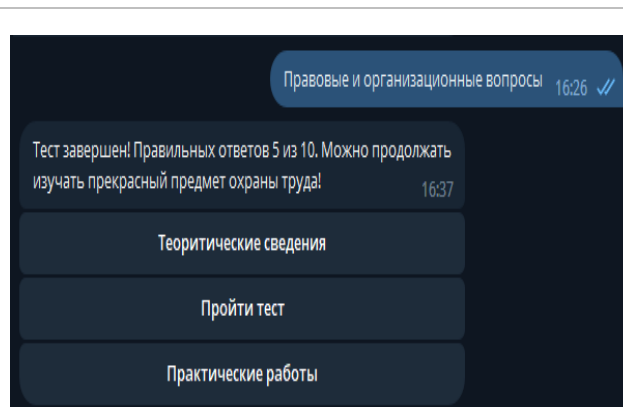 Правовые и организационные вопросы 16:26
Тест завершен! Правильных ответов 5 из 10. Можно продолжать
изучать прекрасный предмет охраны труда! 16:37
Теоритические сведения
Пройти тест
Практические работы